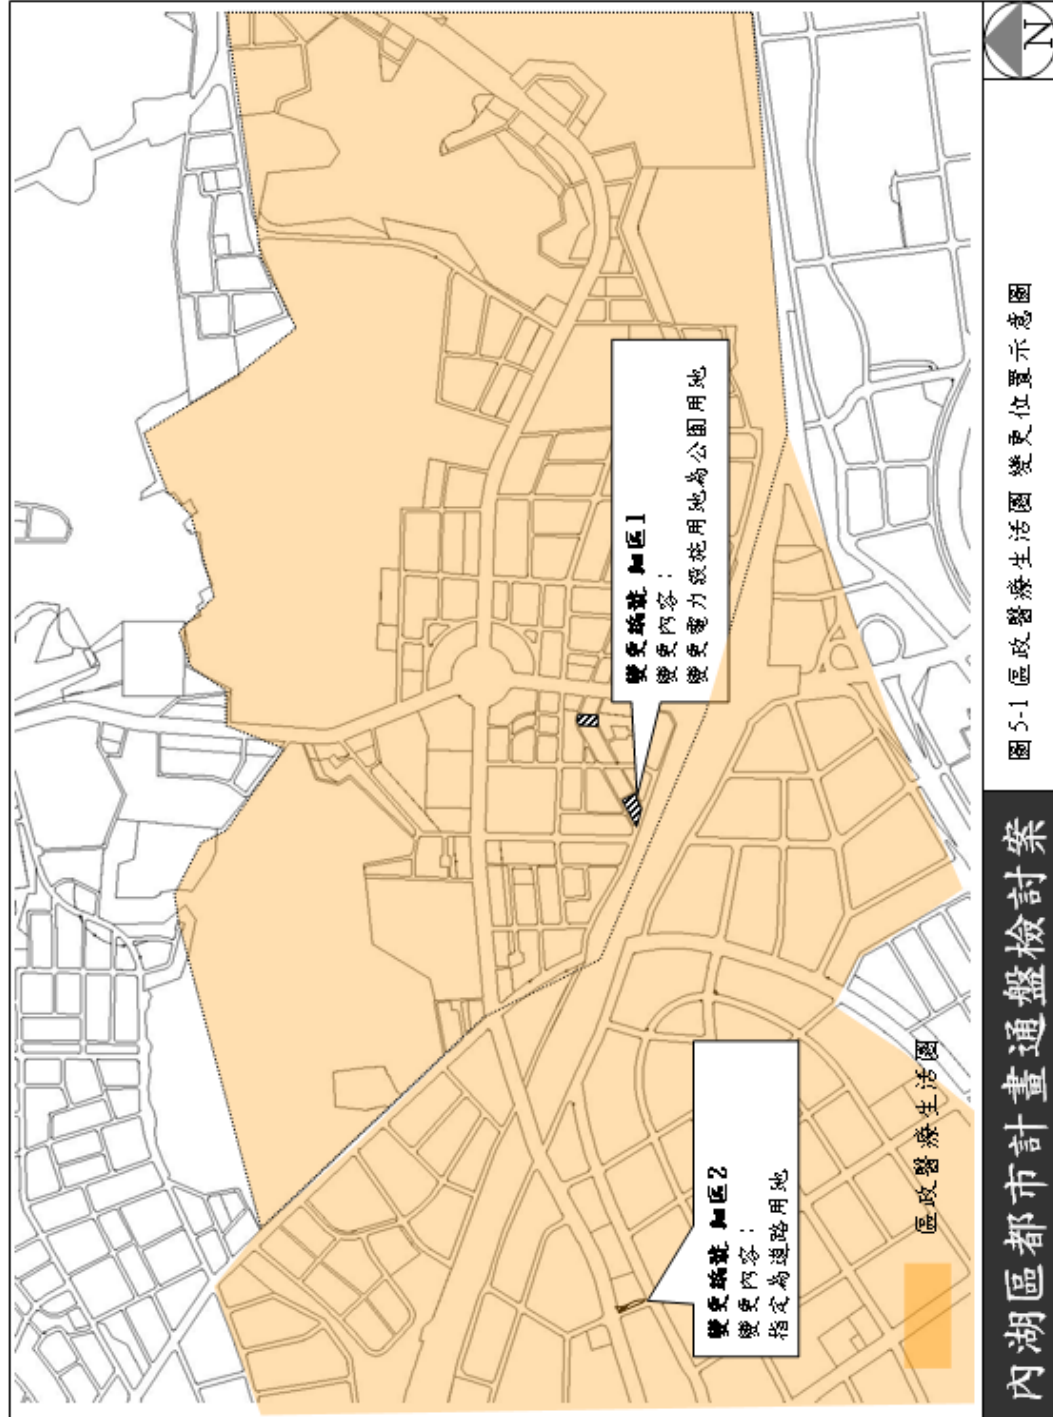 變更編號 細區1
變更內容：
變更電力設施用地為公園用地
變更編號 細區2
變更內容：
指定為道路用地
區政醫療生活圈
內湖區都市計畫通盤檢討案
圖5-1 區政醫療生活圈 變更位置示意圖
N